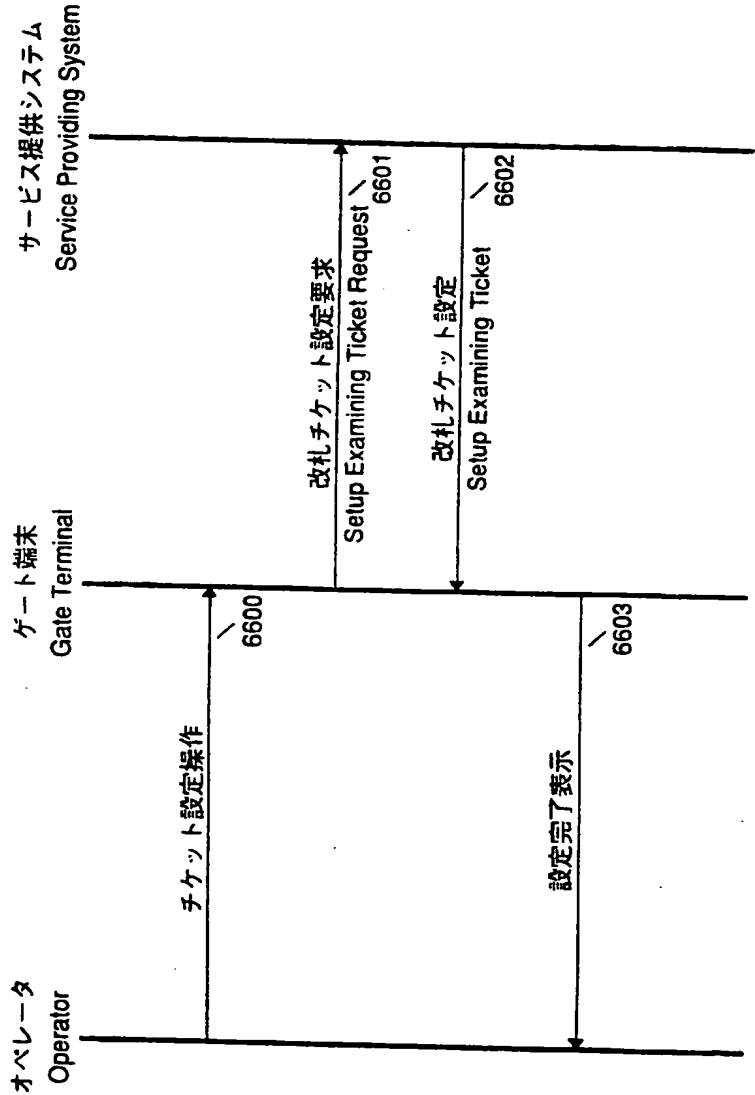 オペレータ
Operator
ゲート端末
Gate Terminal
サービス提供システム
Service Providing System
チケット設定操作
6600
改札チケット設定要求
Setup Examining Ticket Request
6601
改札チケット設定
Setup Examining Ticket
6602
設定完了表示
6603